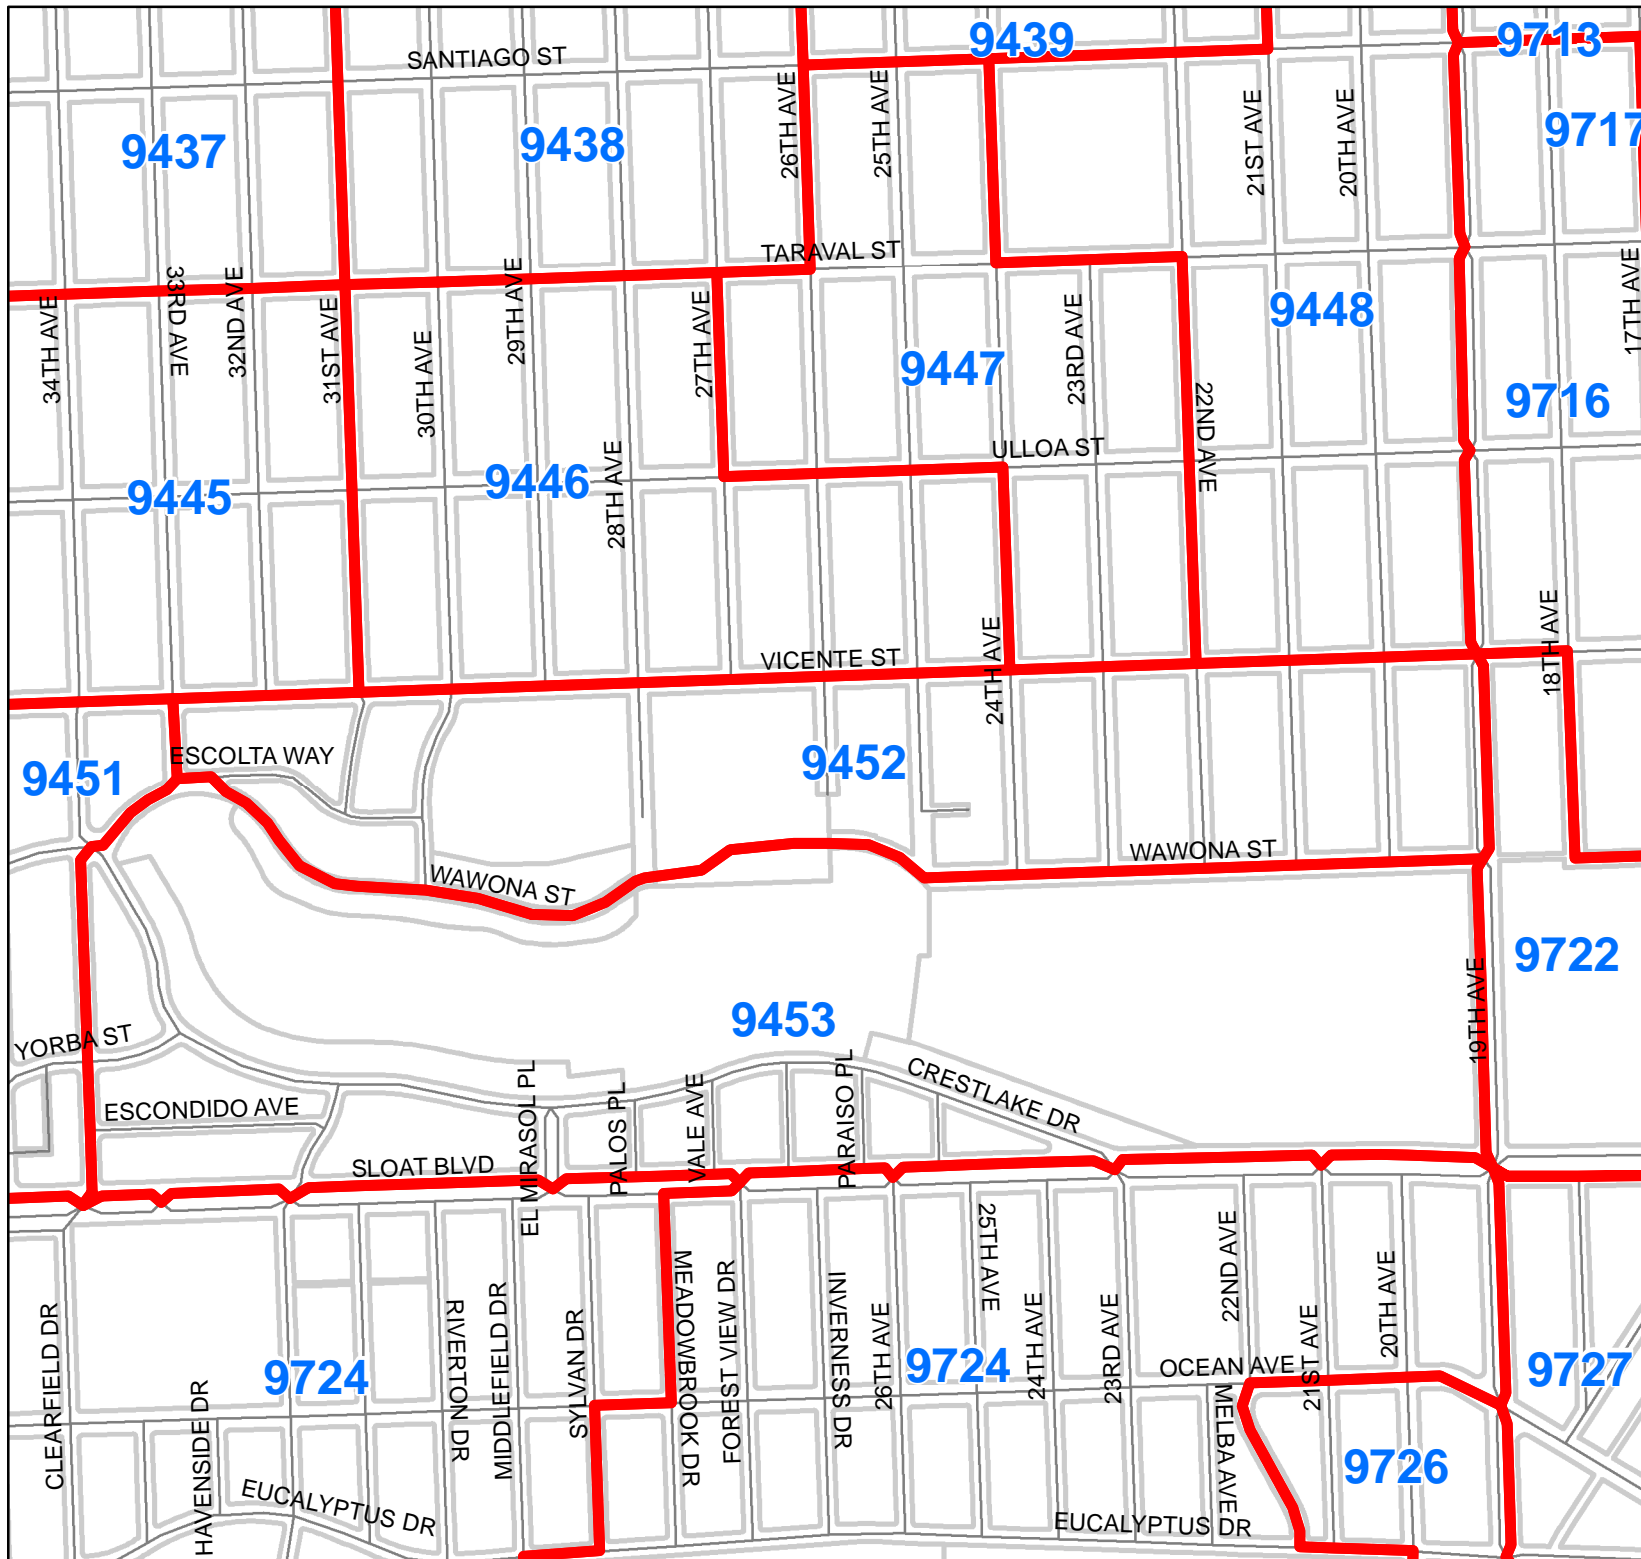 9439
9713
SANTIAGO ST
26TH AVE
25TH AVE
21ST AVE
20TH AVE
9717
9437
9438
TARAVAL ST
34TH AVE
33RD AVE
32ND AVE
31ST AVE
30TH AVE
29TH AVE
27TH AVE
23RD AVE
17TH AVE
9448
9447
22ND AVE
9716
ULLOA ST
28TH AVE
9445
9446
VICENTE ST
24TH AVE
18TH AVE
ESCOLTA WAY
9451
9452
WAWONA ST
WAWONA ST
9722
9453
19TH AVE
YORBA ST
CRESTLAKE DR
ESCONDIDO AVE
EL MIRASOL PL
PALOS PL
VALE AVE
PARAISO PL
SLOAT BLVD
CLEARFIELD DR
HAVENSIDE DR
RIVERTON DR
MIDDLEFIELD DR
SYLVAN DR
MEADOWBROOK DR
FOREST VIEW DR
INVERNESS DR
26TH AVE
25TH AVE
24TH AVE
23RD AVE
22ND AVE
21ST AVE
20TH AVE
9724
9724
OCEAN AVE
9727
MELBA AVE
9726
EUCALYPTUS DR
EUCALYPTUS DR